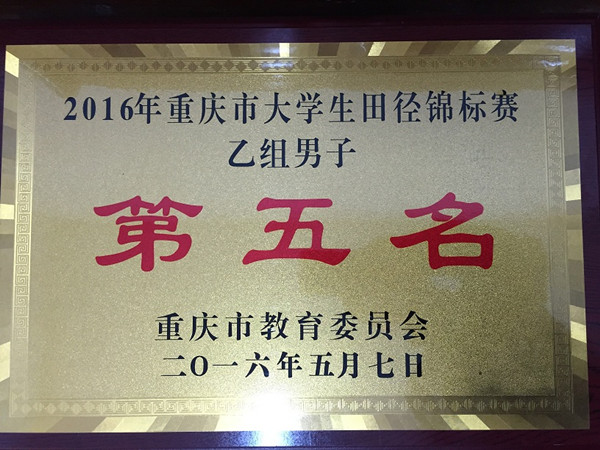 2016年重庆市大学生田径锦标赛
乙组男子
第五名
重庆市教育委员会
二O一六年五月七日